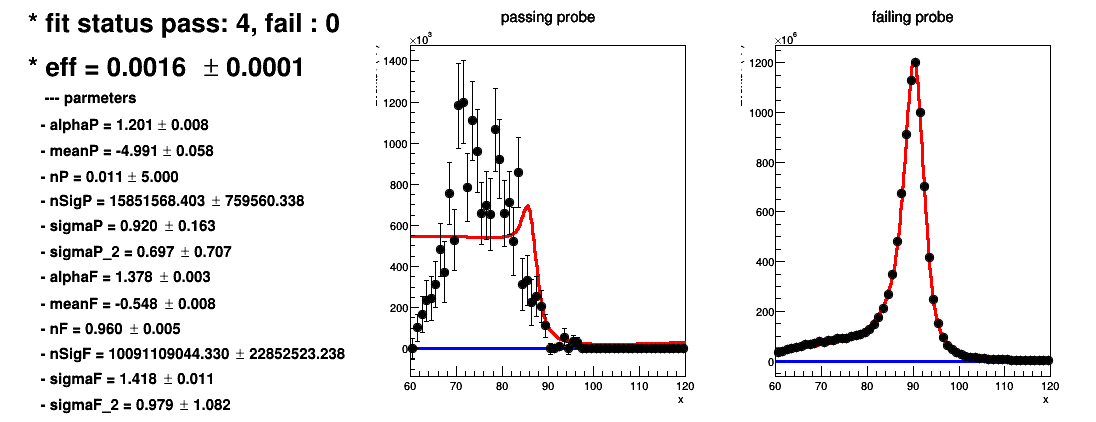 * fit status pass: 4, fail : 0
* eff = 0.0016 ± 0.0001
--- parmeters
- alphaP = 1.201 ± 0.008
- meanP = -4.991 ± 0.058
- nP = 0.011 ± 5.000
- nSigP = 15851568.403 ± 759560.338
- sigmaP = 0.920 ± 0.163
- sigmaP_2 = 0.697 ± 0.707
- alphaF = 1.378 ± 0.003
- meanF = -0.548 ± 0.008
- nF = 0.960 ± 0.005
- nSigF = 10091109044.330 ± 22852523.238
- sigmaF = 1.418 ± 0.011
- sigmaF_2 = 0.979 ± 1.082
passing probe
×10³
1400
1200
1000
800
600
400
200
0
60 70 80 90 100 110 120
x
failing probe
×10⁶
1200
1000
800
600
400
200
0
60 70 80 90 100 110 120
x